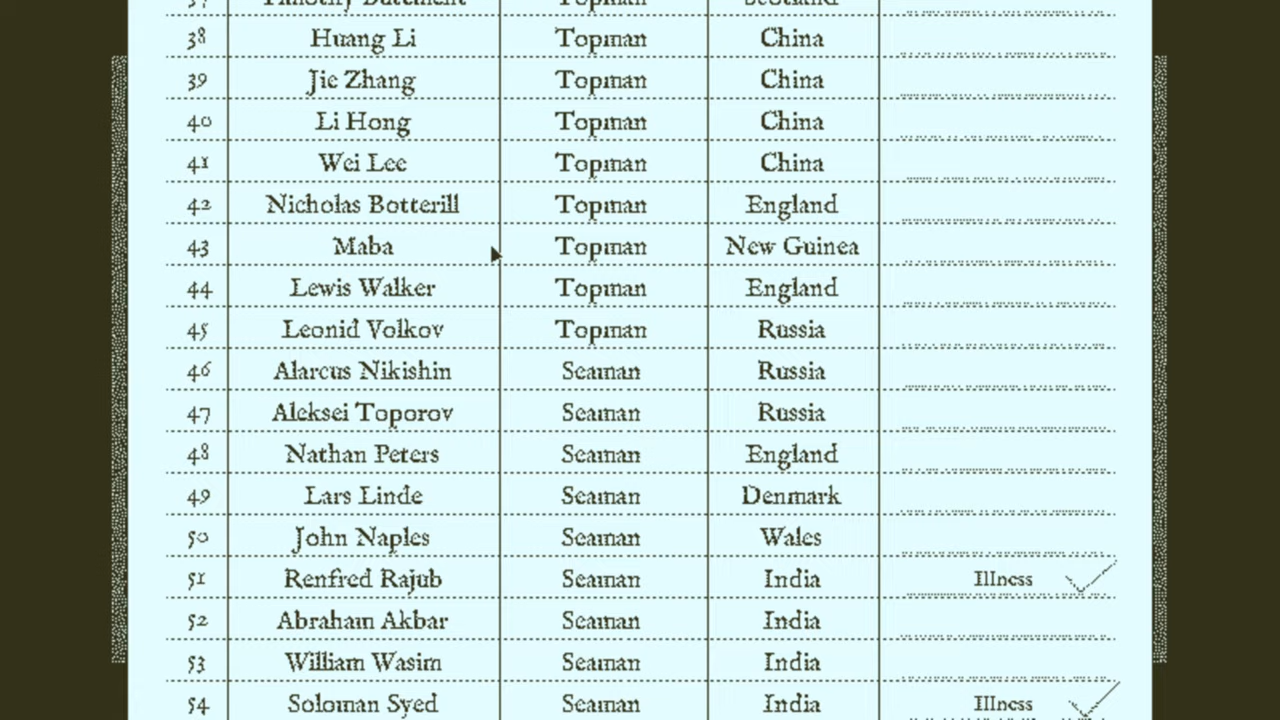 38 Huang Li Topman China
39 Jie Zhang Topman China
40 Li Hong Topman China
41 Wei Lee Topman China
42 Nicholas Botterill Topman England
43 Maba Topman New Guinea
44 Lewis Walker Topman England
45 Leonid Volkov Topman Russia
46 Alarcus Nikishin Seaman Russia
47 Aleksei Toporov Seaman Russia
48 Nathan Peters Seaman England
49 Lars Linde Seaman Denmark
50 John Naples Seaman Wales
51 Renfred Rajub Seaman India Illness
52 Abraham Akbar Seaman India
53 William Wasim Seaman India
54 Soloman Syed Seaman India Illness